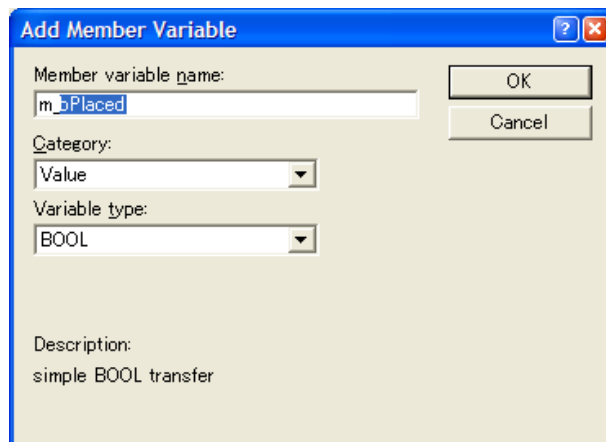 Add Member Variable
Member variable name:
m_bPlaced
OK
Cancel
Category:
Value
Variable type:
BOOL
Description:
simple BOOL transfer